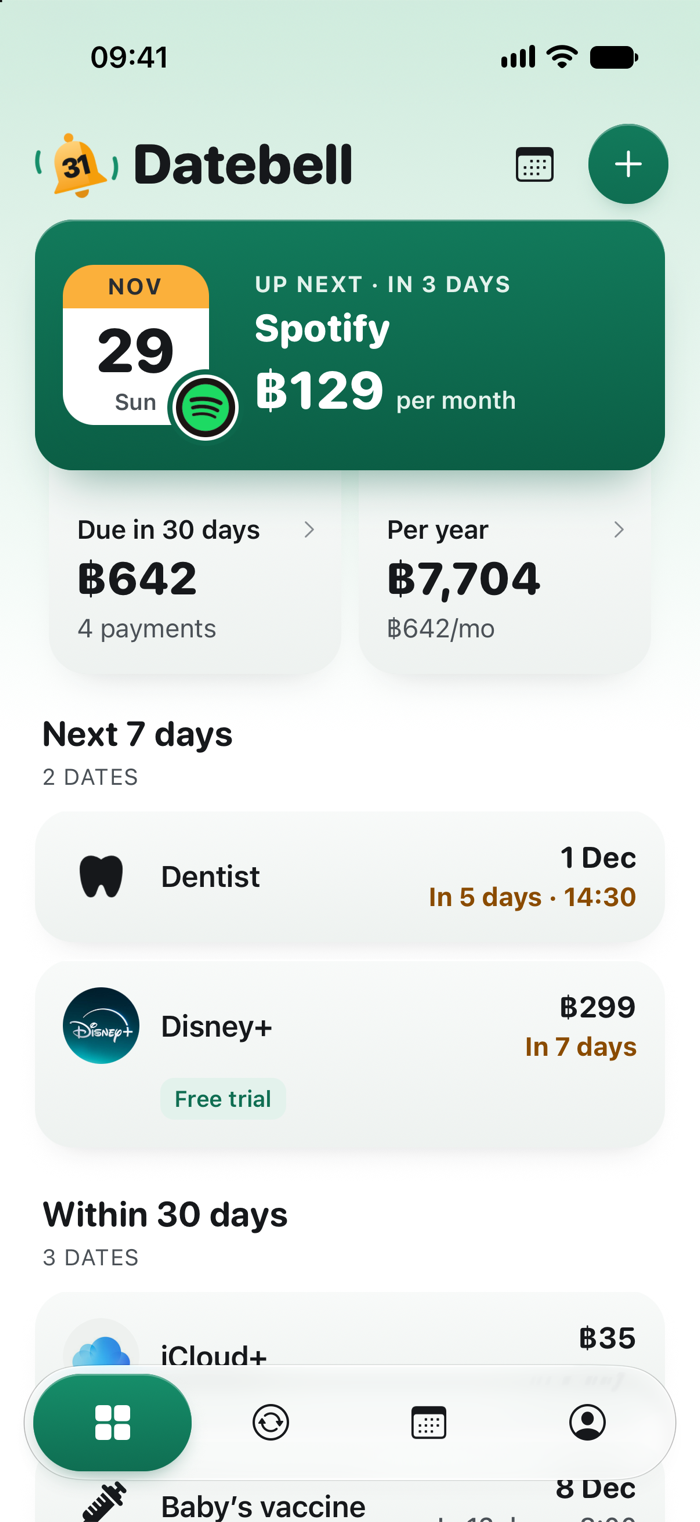 09:41
31 Datebell
NOV
29
Sun
UP NEXT · IN 3 DAYS
Spotify
฿129 per month
Due in 30 days
฿642
4 payments
Per year
฿7,704
฿642/mo
Next 7 days
2 DATES
Dentist
1 Dec
In 5 days · 14:30
Disney+
Disney+
฿299
In 7 days
Free trial
Within 30 days
3 DATES
iCloud+
฿35
Baby’s vaccine
8 Dec